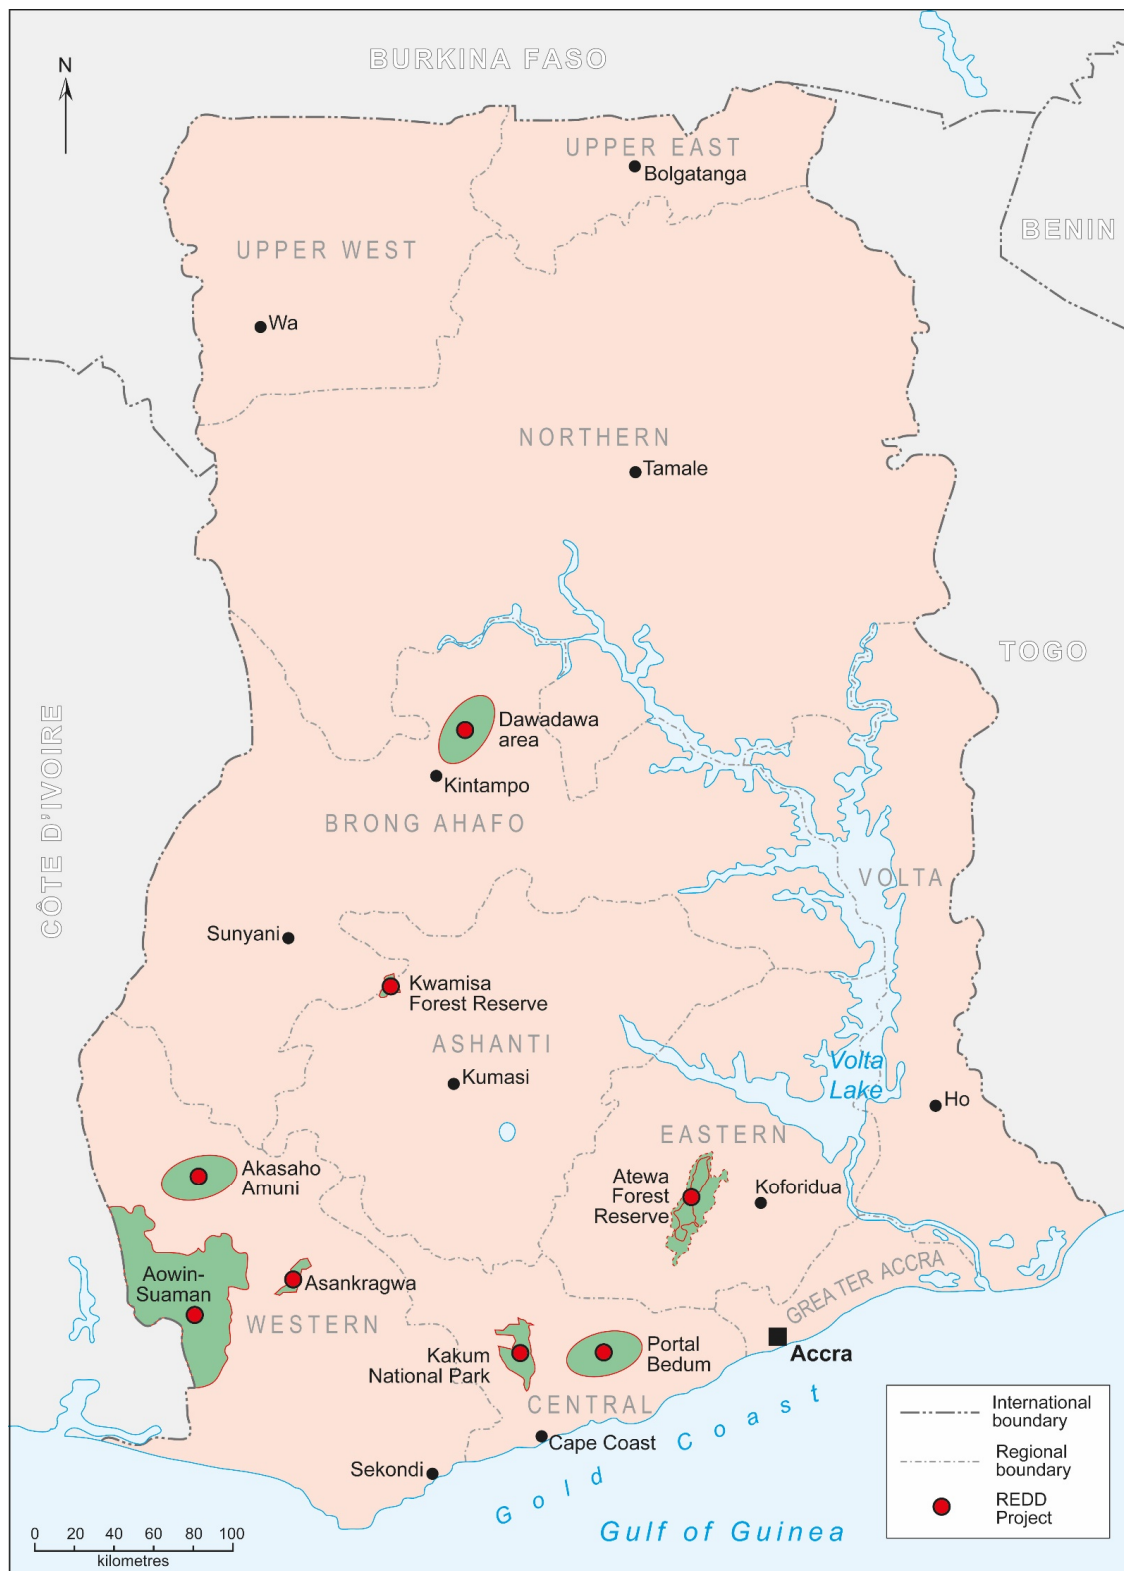 BURKINA FASO
N
UPPER EAST
Bolgatanga
BENIN
UPPER WEST
Wa
NORTHERN
Tamale
TOGO
CÔTE D'IVOIRE
Dawadawa
area
Kintampo
BRONG AHAFO
VOLTA
Sunyani
Kwamisa
Forest Reserve
ASHANTI
Kumasi
Volta
Lake
Ho
EASTERN
Akasaho
Amuni
Atewa
Forest
Reserve
Koforidua
Aowin-
Suaman
Asankragwa
GREATER ACCRA
WESTERN
Kakum
National Park
Portal
Bedum
Accra
CENTRAL
Cape Coast
Gold Coast
Sekondi
Gulf of Guinea
International
boundary
Regional
boundary
REDD
Project
0 20 40 60 80 100
kilometres